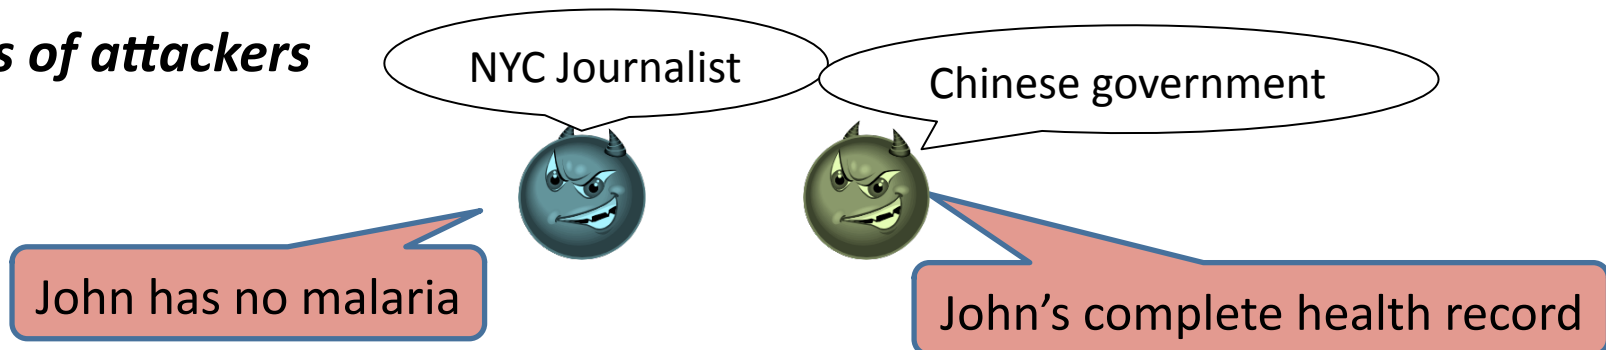 s of attackers
NYC Journalist
Chinese government
John has no malaria
John’s complete health record